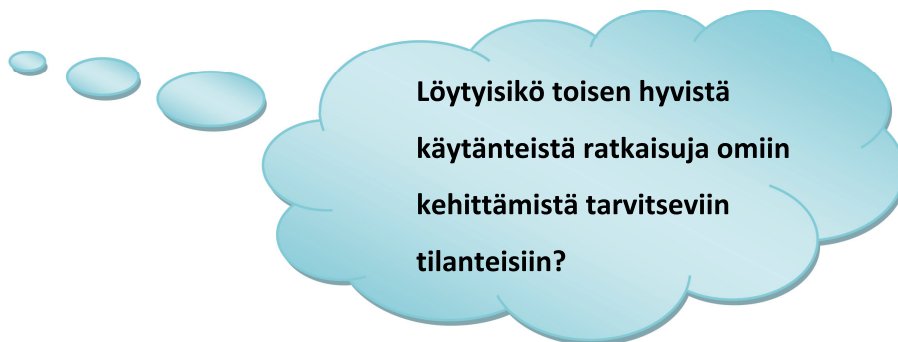 Löytyisikö toisen hyvistä
käytänteistä ratkaisuja omiin
kehittämistä tarvitseviin
tilanteisiin?